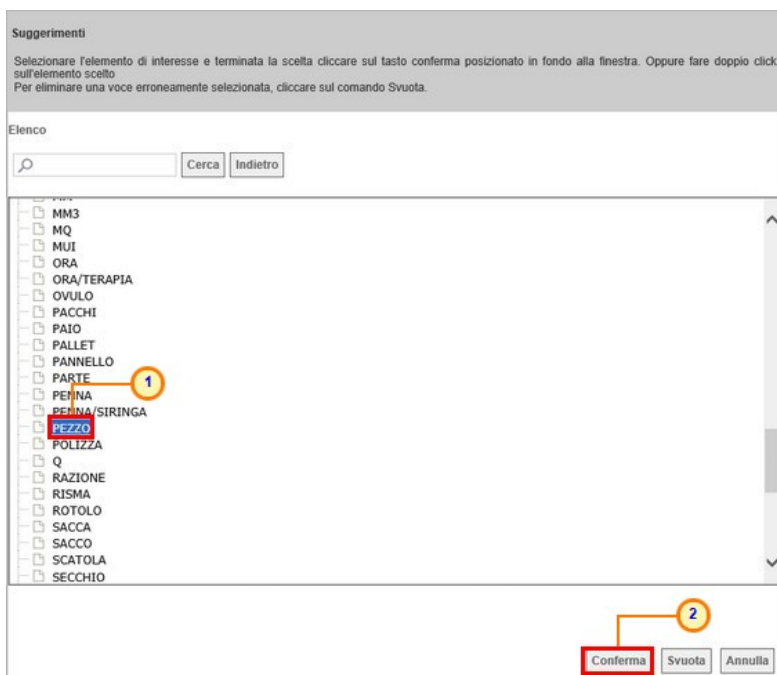 Suggerimenti
Selezionare l'elemento di interesse e terminata la scelta cliccare sul tasto conferma posizionato in fondo alla finestra. Oppure fare doppio click
sull'elemento scelto
Per eliminare una voce erroneamente selezionata, cliccare sul comando Svuota.
Elenco
Cerca Indietro
MM3
MQ
MUI
ORA
ORA/TERAPIA
OVULO
PACCHI
PAIO
PALLET
PANNELLO
PARTE
1
PENNA
PENNA/SIRINGA
PEZZO
POLIZZA
Q
RAZIONE
RISMA
ROTOLO
SACCA
SACCO
SCATOLA
SECCHIO
2
Conferma Svuota Annulla